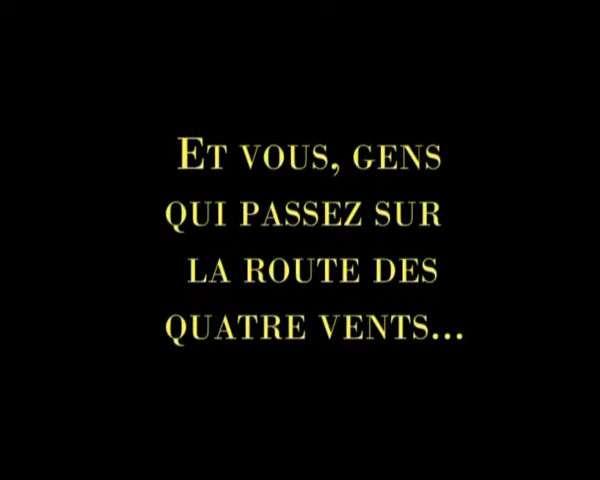 Et vous, gens
qui passez sur
la route des
quatre vents...